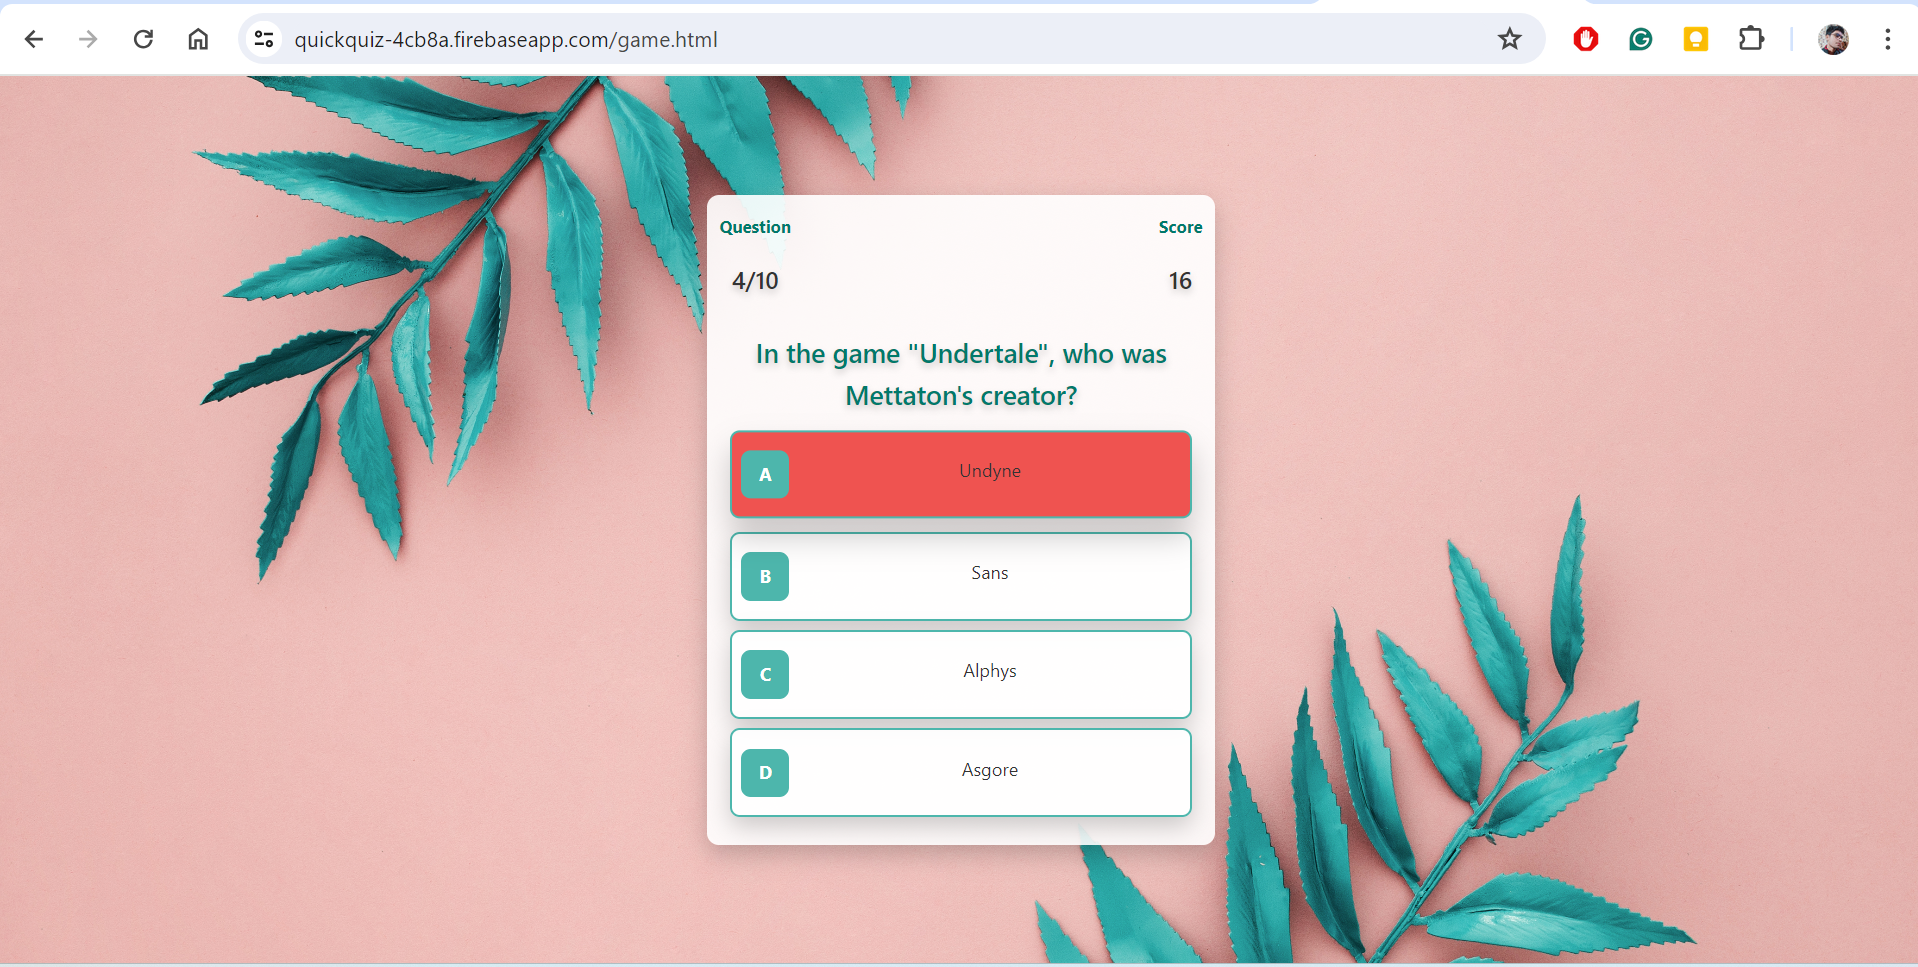 quickquiz-4cb8a.firebaseapp.com/game.html
Question
Score
4/10
16
In the game "Undertale", who was
Mettaton's creator?
A
Undyne
B
Sans
C
Alphys
D
Asgore